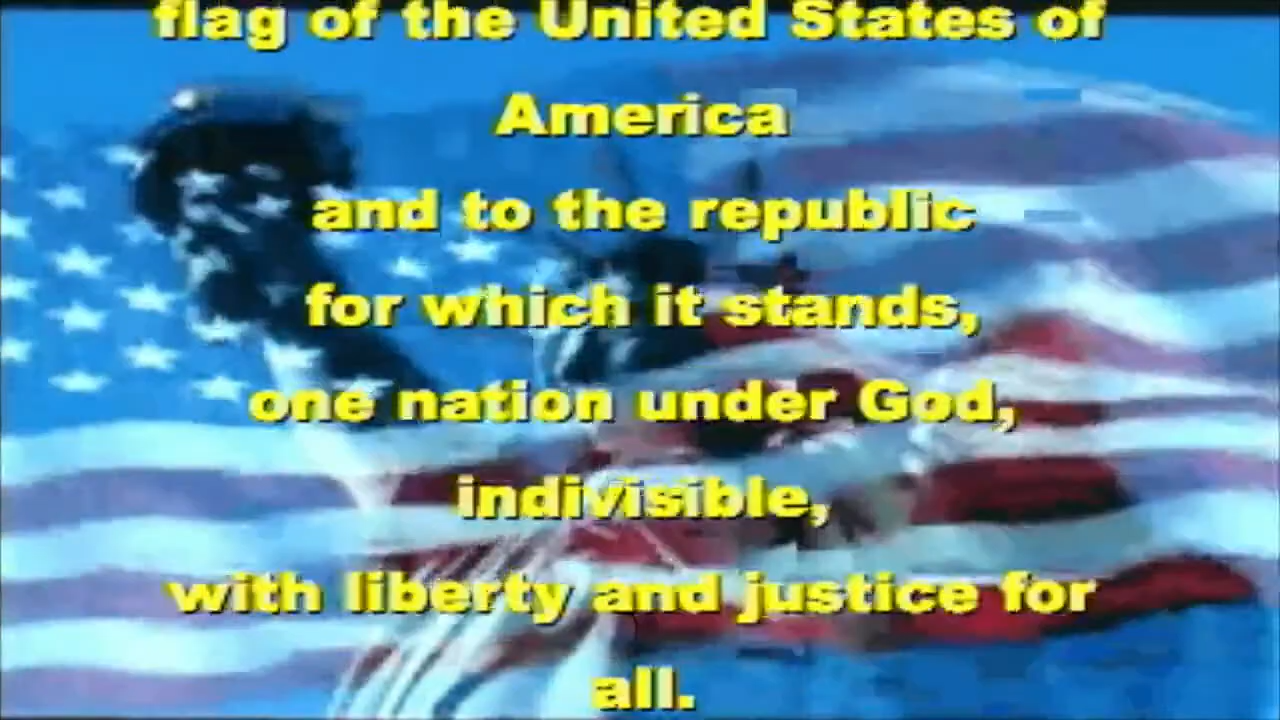 flag of the United States of
America
and to the republic
for which it stands,
one nation under God,
indivisible,
with liberty and justice for
all.